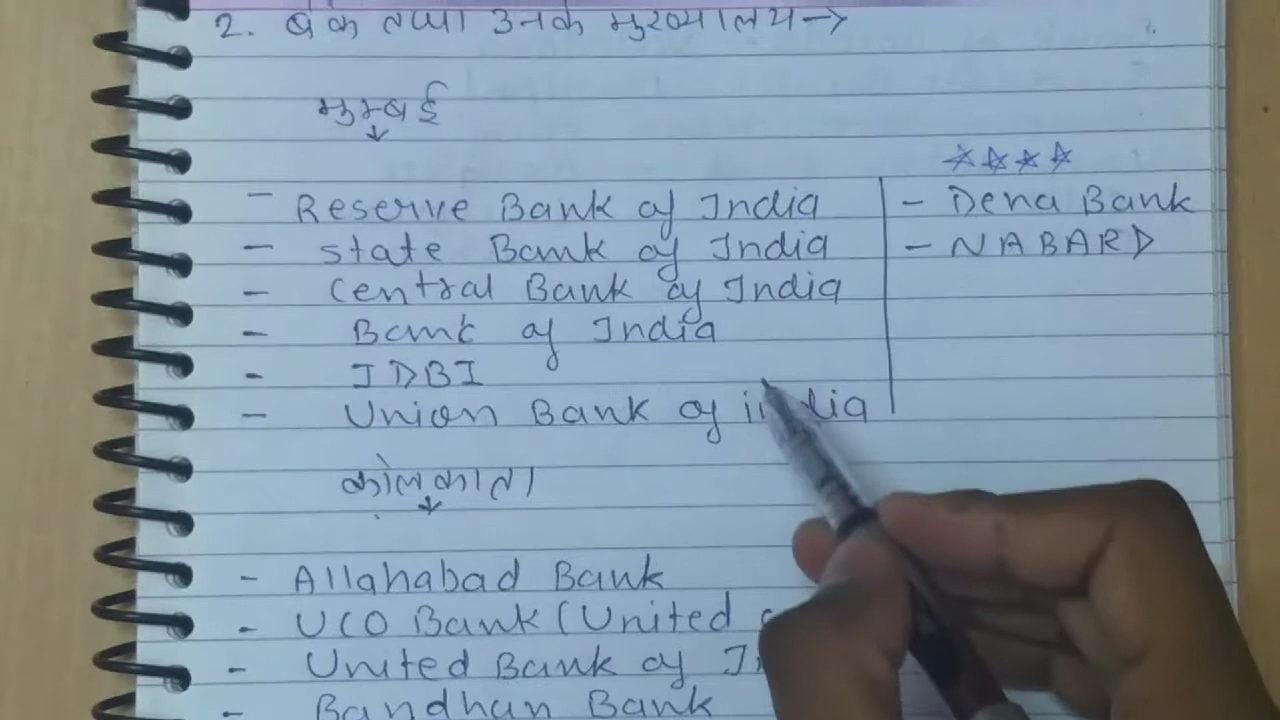 2. बैंक तथा उनके मुख्यालय →
मुम्बई
↓
- Reserve Bank of India
- State Bank of India
- Central Bank of India
- Bank of India
- IDBI
- Union Bank of india
☆☆☆☆
- Dena Bank
- NABARD
कोलकाता
↓
- Allahabad Bank
- UCO Bank (United
- United Bank of
- Bandhan Bank